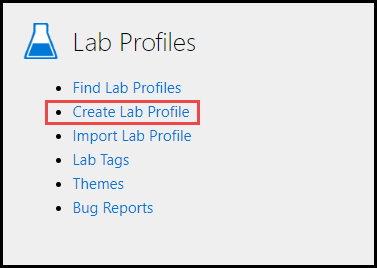 Lab Profiles
Find Lab Profiles
Create Lab Profile
Import Lab Profile
Lab Tags
Themes
Bug Reports